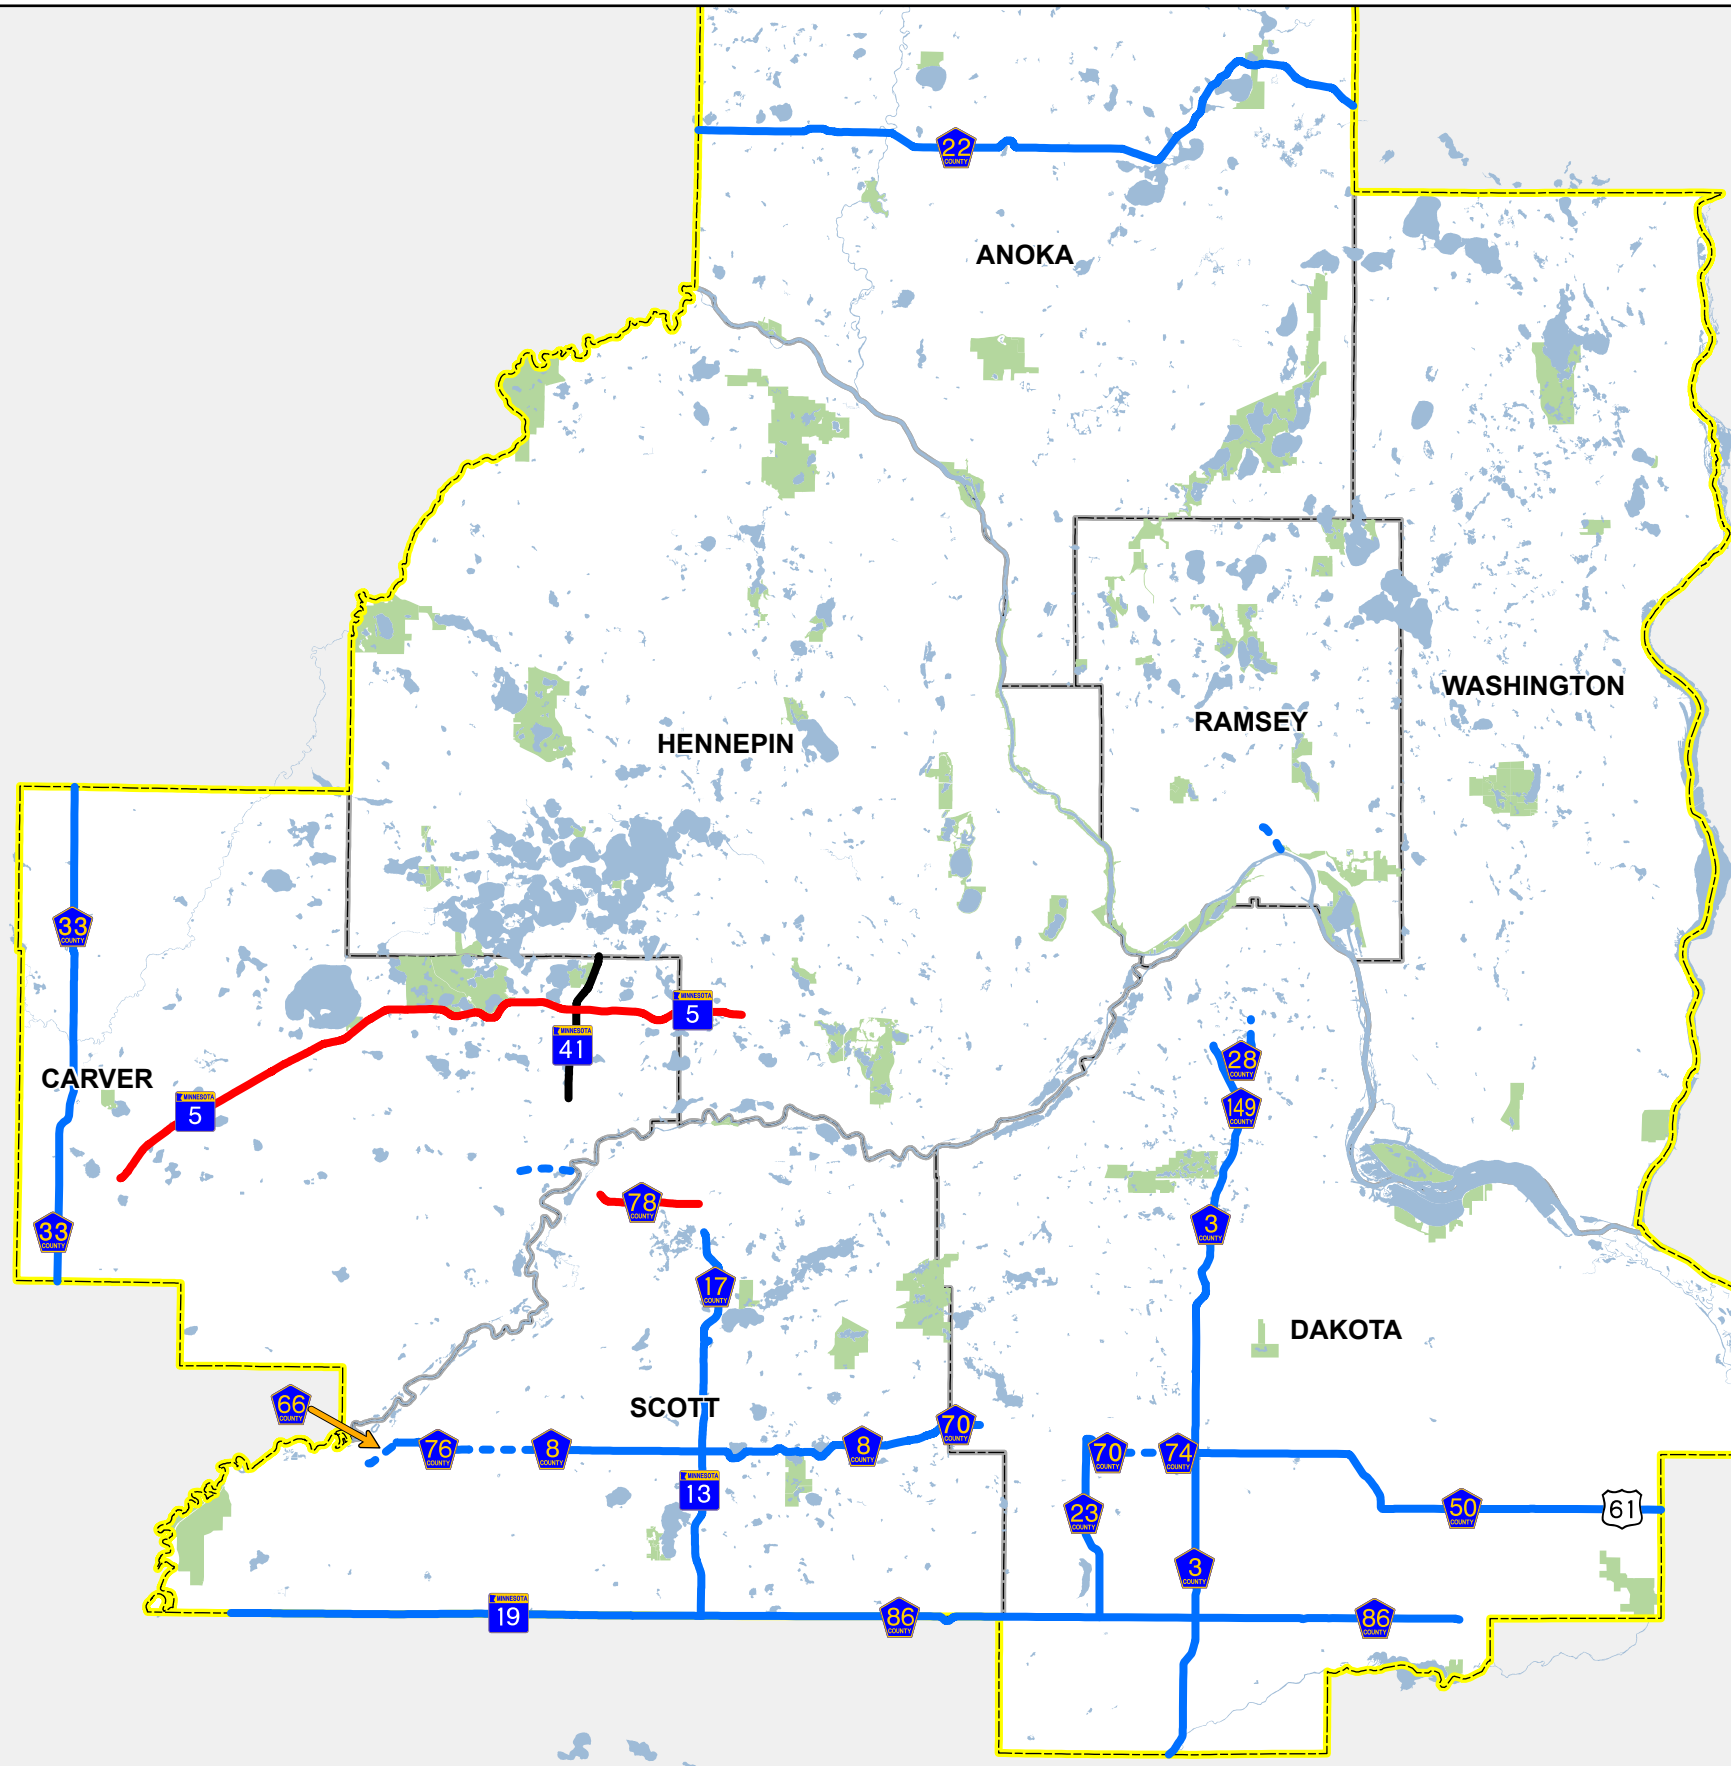 22
COUNTY
ANOKA
WASHINGTON
RAMSEY
HENNEPIN
33
COUNTY
MINNESOTA
5
MINNESOTA
41
28
COUNTY
CARVER
MINNESOTA
5
149
COUNTY
78
COUNTY
3
COUNTY
33
COUNTY
17
COUNTY
DAKOTA
66
COUNTY
SCOTT
70
COUNTY
76
COUNTY
8
COUNTY
8
COUNTY
70
COUNTY
74
COUNTY
MINNESOTA
13
23
COUNTY
50
COUNTY
61
3
COUNTY
MINNESOTA
19
86
COUNTY
86
COUNTY